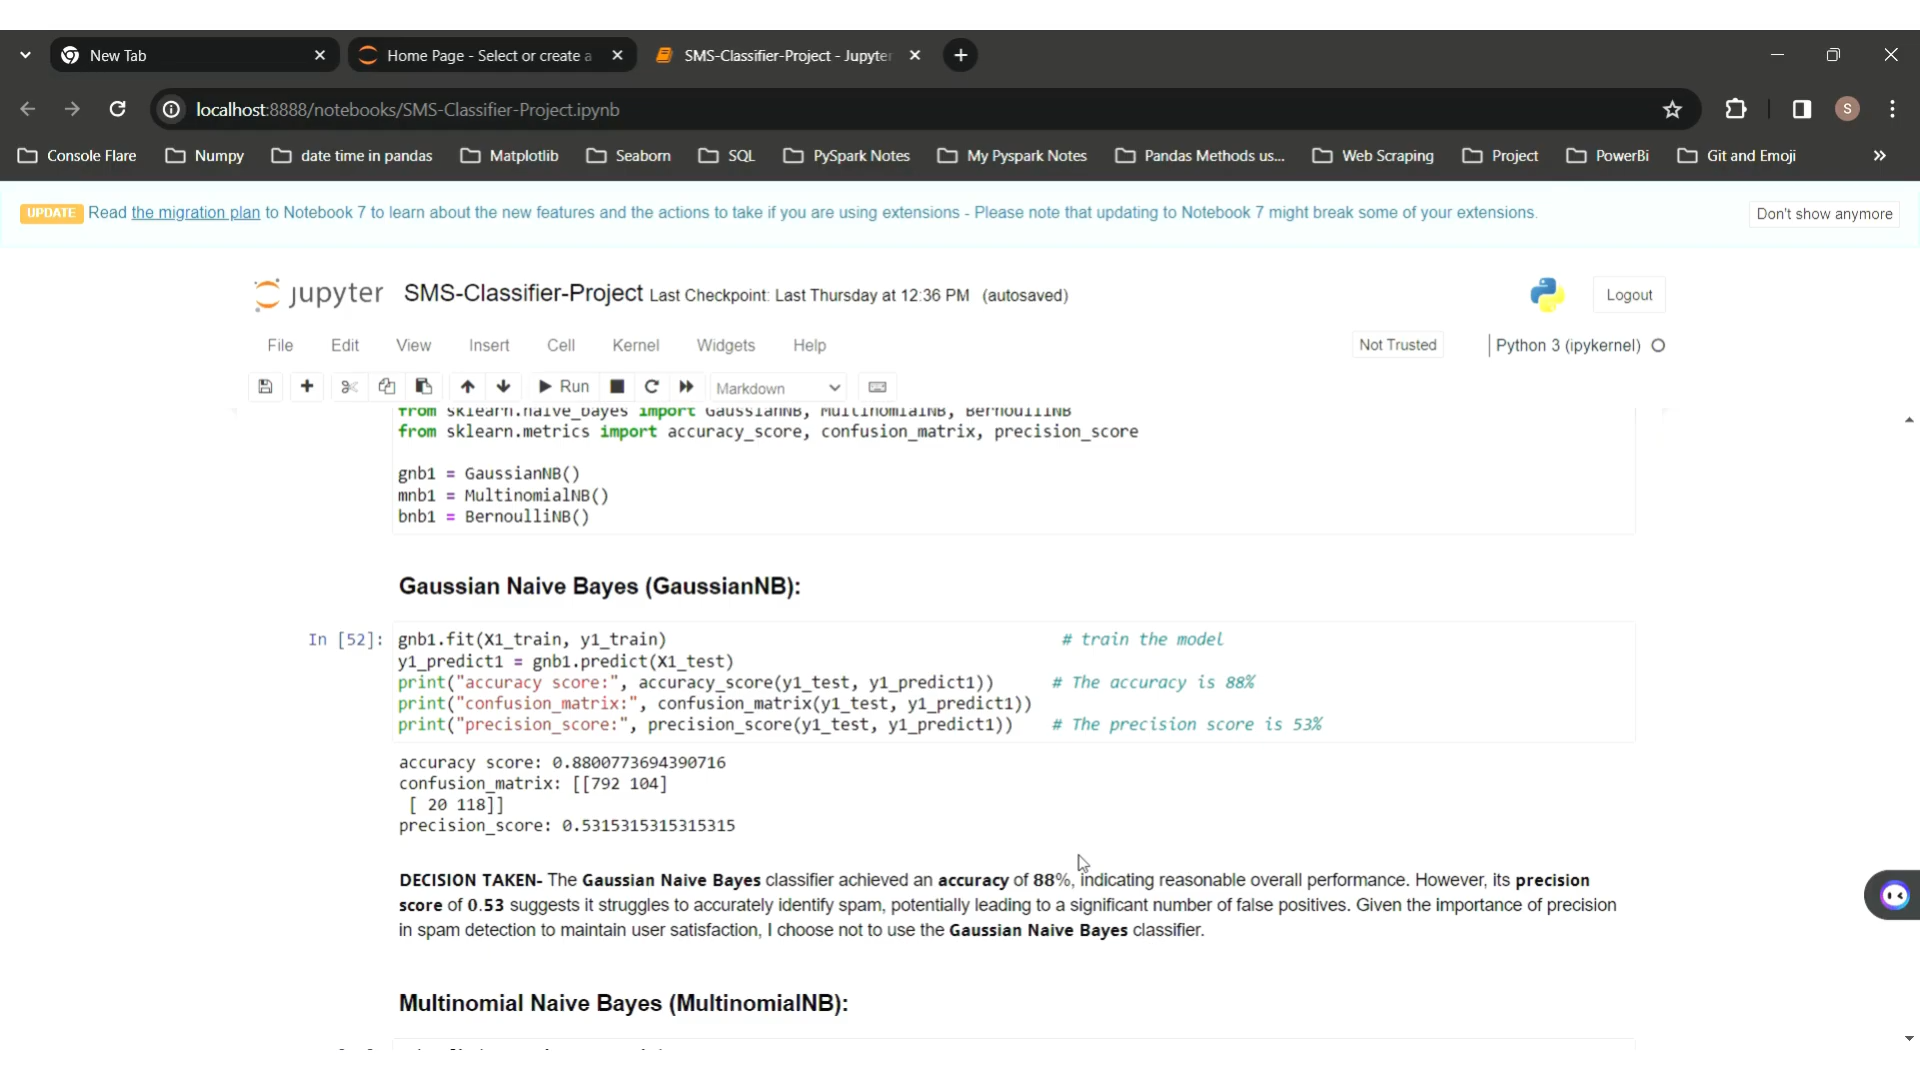 New Tab
Home Page - Select or create a
SMS-Classifier-Project - Jupyter
localhost:8888/notebooks/SMS-Classifier-Project.ipynb
S
Console Flare
Numpy
date time in pandas
Matplotlib
Seaborn
SQL
PySpark Notes
My Pyspark Notes
Pandas Methods us...
Web Scraping
Project
PowerBi
Git and Emoji
UPDATE Read the migration plan to Notebook 7 to learn about the new features and the actions to take if you are using extensions - Please note that updating to Notebook 7 might break some of your extensions.
Don't show anymore
jupyter SMS-Classifier-Project Last Checkpoint: Last Thursday at 12:36 PM (autosaved)
Logout
File Edit View Insert Cell Kernel Widgets Help
Not Trusted
Python 3 (ipykernel)
Run
Markdown
from sklearn.naive_bayes import GaussianNB, MultinomialNB, BernoulliNB
from sklearn.metrics import accuracy_score, confusion_matrix, precision_score
gnb1 = GaussianNB()
mnb1 = MultinomialNB()
bnb1 = BernoulliNB()
Gaussian Naive Bayes (GaussianNB):
In [52]: gnb1.fit(X1_train, y1_train) # train the model
y1_predict1 = gnb1.predict(X1_test)
print("accuracy score:", accuracy_score(y1_test, y1_predict1)) # The accuracy is 88%
print("confusion_matrix:", confusion_matrix(y1_test, y1_predict1))
print("precision_score:", precision_score(y1_test, y1_predict1)) # The precision score is 53%
accuracy score: 0.8800773694390716
confusion_matrix: [[792 104]
[ 20 118]]
precision_score: 0.5315315315315315
DECISION TAKEN- The Gaussian Naive Bayes classifier achieved an accuracy of 88%, indicating reasonable overall performance. However, its precision
score of 0.53 suggests it struggles to accurately identify spam, potentially leading to a significant number of false positives. Given the importance of precision
in spam detection to maintain user satisfaction, I choose not to use the Gaussian Naive Bayes classifier.
Multinomial Naive Bayes (MultinomialNB):